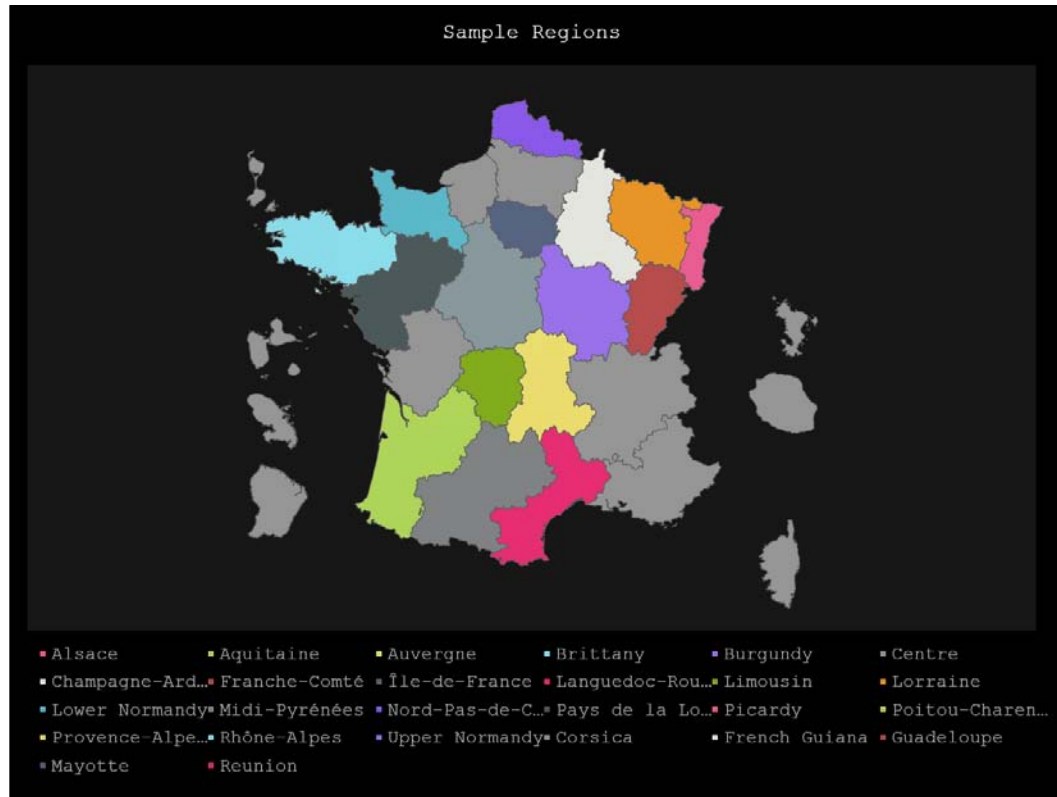 Sample Regions
Alsace Aquitaine Auvergne Brittany Burgundy Centre
Champagne-Ard… Franche-Comté Île-de-France Languedoc-Rou… Limousin Lorraine
Lower Normandy Midi-Pyrénées Nord-Pas-de-C… Pays de la Lo… Picardy Poitou-Charen…
Provence-Alpe… Rhône-Alpes Upper Normandy Corsica French Guiana Guadeloupe
Mayotte Reunion